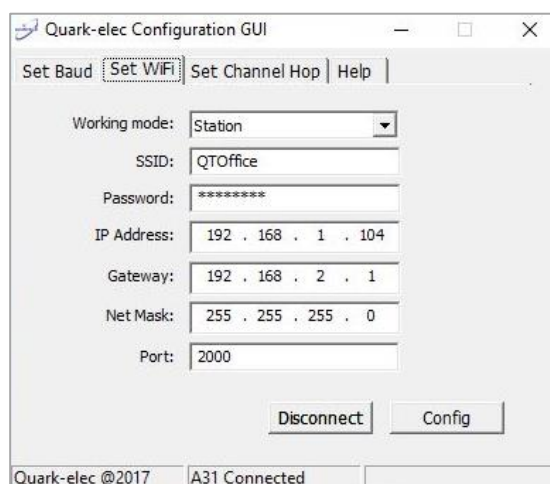 Quark-elec Configuration GUI
Set Baud Set WiFi Set Channel Hop Help
Working mode: Station
SSID: QTOffice
Password: ********
IP Address: 192 . 168 . 1 . 104
Gateway: 192 . 168 . 2 . 1
Net Mask: 255 . 255 . 255 . 0
Port: 2000
Disconnect Config
Quark-elec @2017 A31 Connected